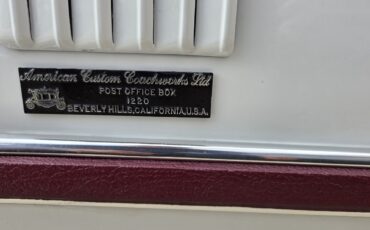 American Custom Coachworks Ltd
POST OFFICE BOX
1220
BEVERLY HILLS, CALIFORNIA, U.S.A.